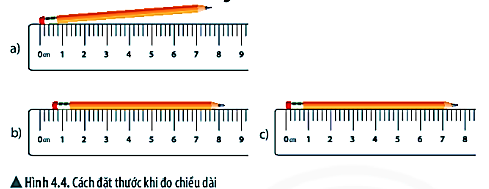 a) 0cm 1 2 3 4 5 6 7 8 9
b) 0cm 1 2 3 4 5 6 7 8 9
c) 0cm 1 2 3 4 5 6 7 8
▲ Hình 4.4. Cách đặt thước khi đo chiều dài